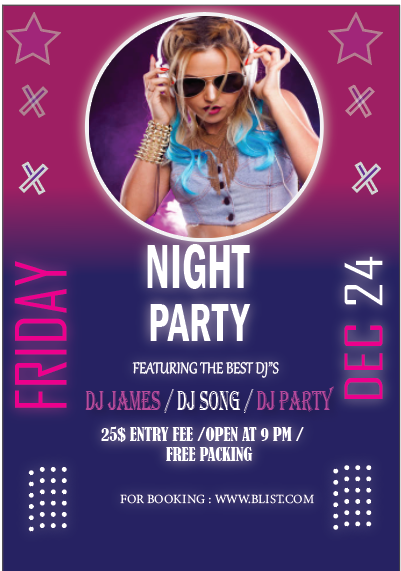 NIGHT
PARTY
FRIDAY
DEC 24
FEATURING THE BEST DJ"S
DJ JAMES / DJ SONG / DJ PARTY
25$ ENTRY FEE /OPEN AT 9 PM /
FREE PACKING
FOR BOOKING : WWW.BLIST.COM